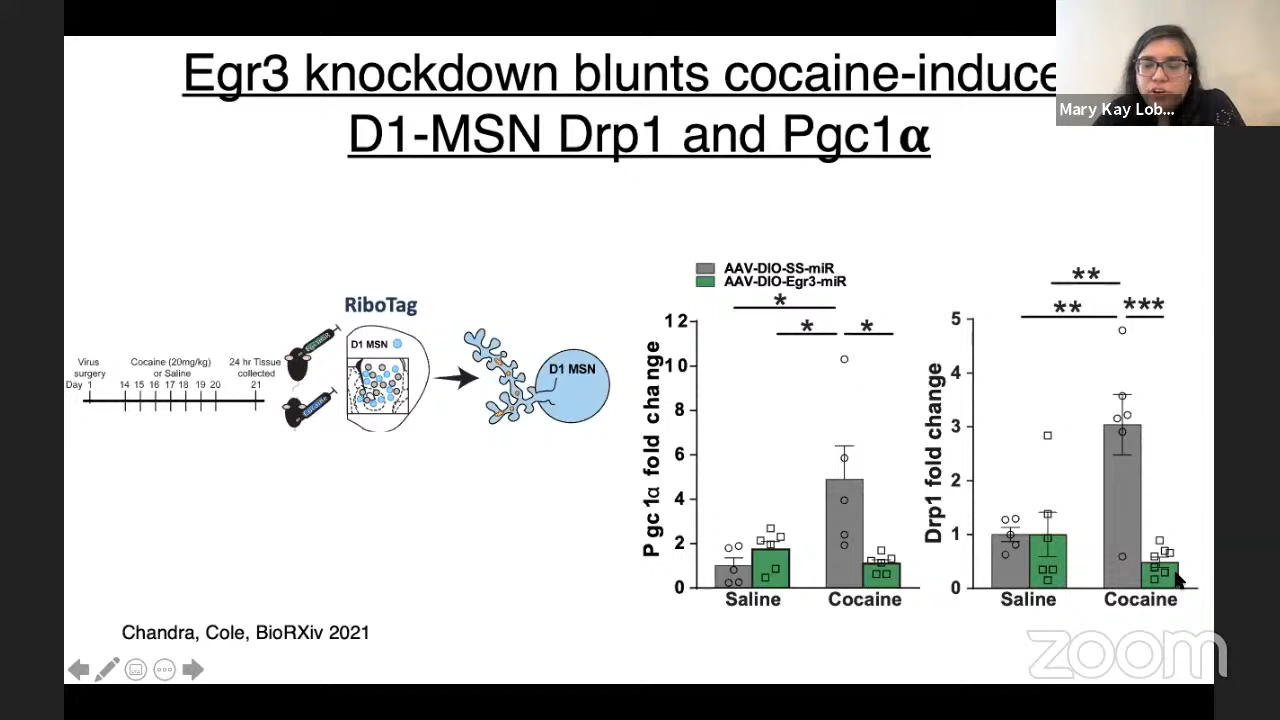 Egr3 knockdown blunts cocaine-induce
D1-MSN Drp1 and Pgc1α
Mary Kay Lob...
AAV-DIO-SS-miR
AAV-DIO-Egr3-miR
RiboTag
D1 MSN
D1 MSN
Virus surgery
Cocaine (20mg/kg) or Saline
24 hr Tissue collected
Day 1 14 15 16 17 18 19 20 21
* * *
Pgc1α fold change
12
10
8
6
4
2
0
Saline Cocaine
** ** ***
Drp1 fold change
5
4
3
2
1
0
Saline Cocaine
Chandra, Cole, BioRXiv 2021
zoom